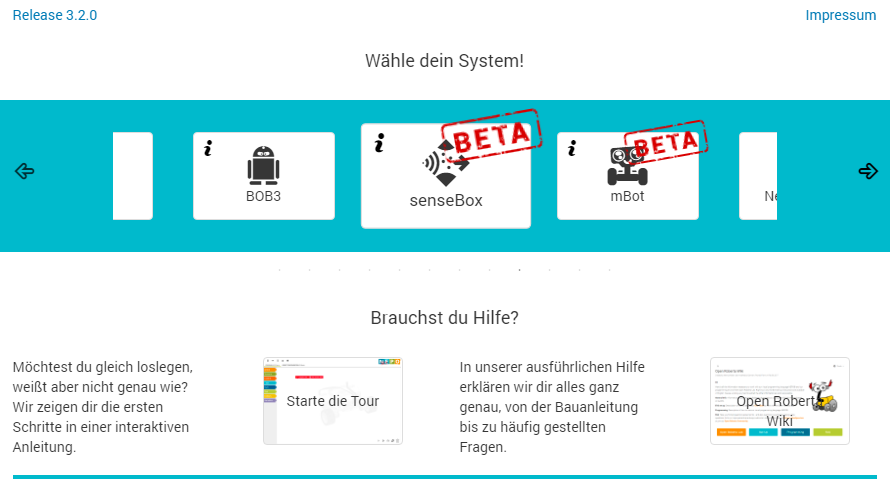 Release 3.2.0
Impressum
Wähle dein System!
BETA
BETA
BOB3
senseBox
mBot
Brauchst du Hilfe?
Möchtest du gleich loslegen,
weißt aber nicht genau wie?
Wir zeigen dir die ersten
Schritte in einer interaktiven
Anleitung.
Starte die Tour
In unserer ausführlichen Hilfe
erklären wir dir alles ganz
genau, von der Bauanleitung
bis zu häufig gestellten
Fragen.
Open Robert
Wiki